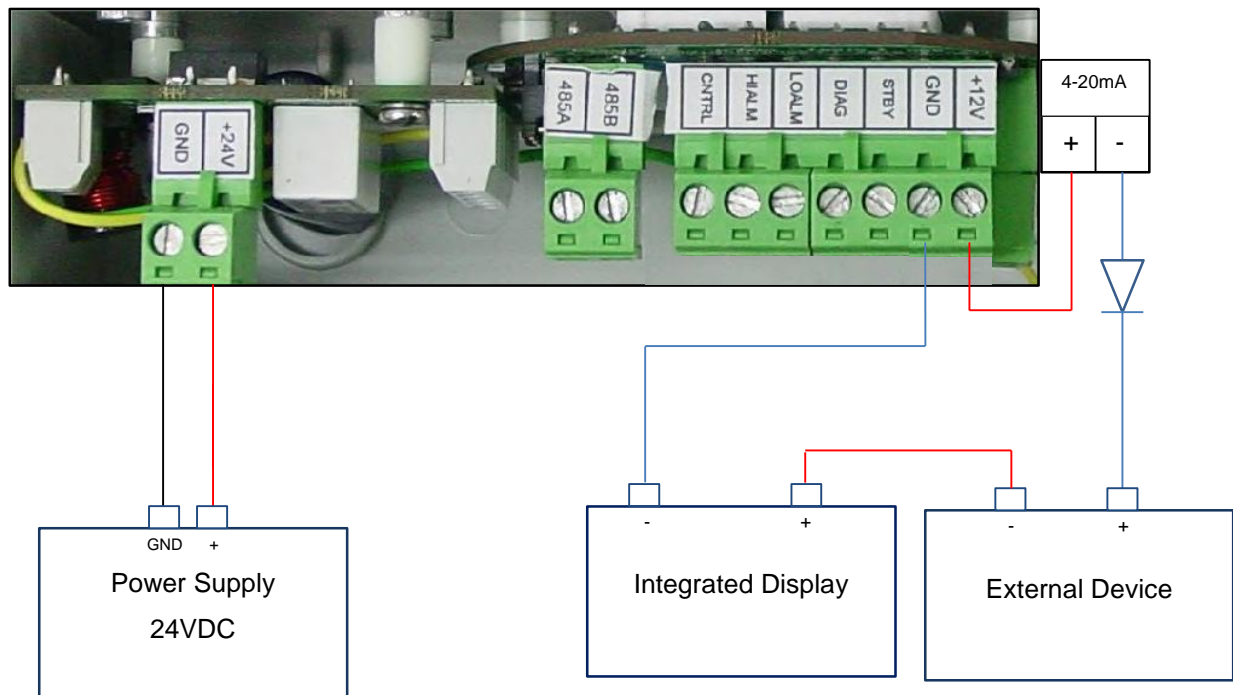 GND
+24V
485A
485B
CNTRL
HIALM
LOALM
DIAG
STBY
GND
+12V
4-20mA
+
-
GND
+
Power Supply
24VDC
-
+
Integrated Display
-
+
External Device